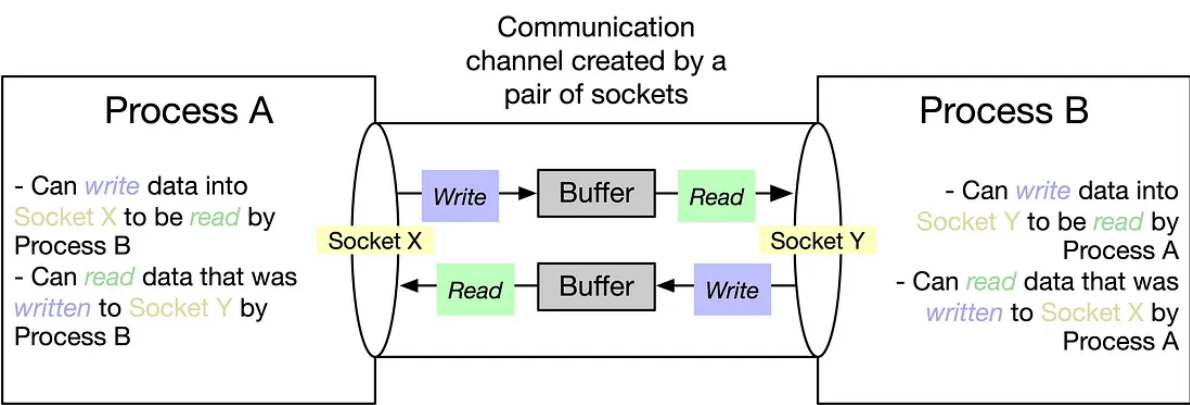 Communication
channel created by a
pair of sockets
Process A
- Can write data into
Socket X to be read by
Process B
- Can read data that was
written to Socket Y by
Process B
Socket X
Write
Buffer
Read
Read
Buffer
Write
Socket Y
Process B
- Can write data into
Socket Y to be read by
Process A
- Can read data that was
written to Socket X by
Process A